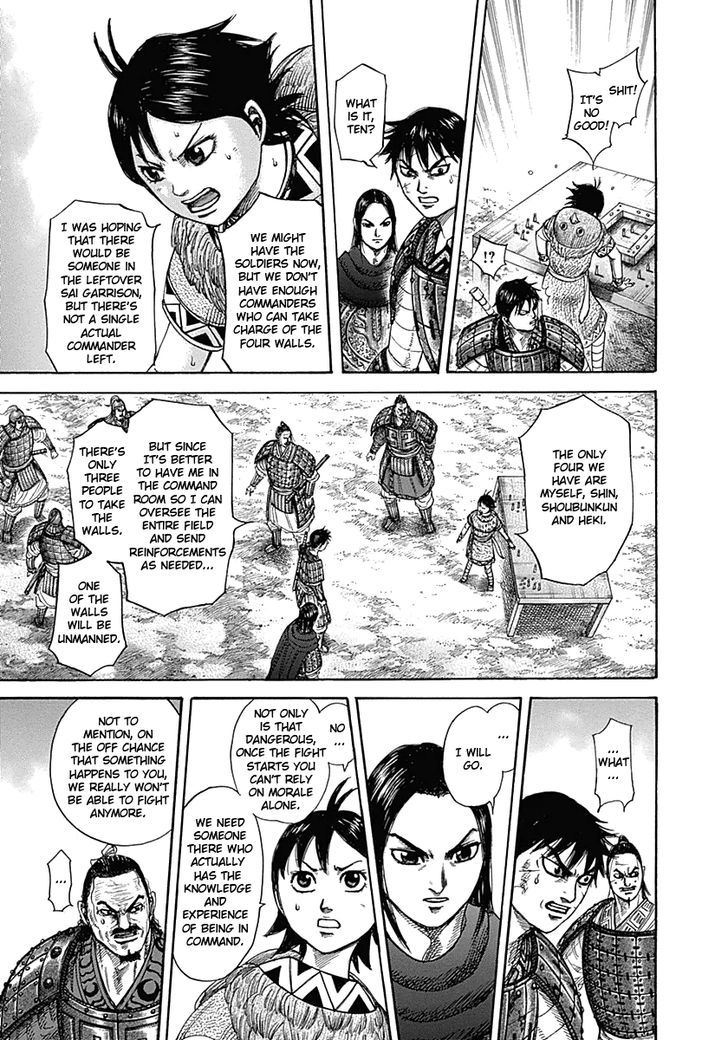 SHIT!
IT'S
NO
GOOD!
!?
WHAT
IS IT,
TEN?
WE MIGHT
HAVE THE
SOLDIERS NOW,
BUT WE DON'T
HAVE ENOUGH
COMMANDERS
WHO CAN TAKE
CHARGE OF THE
FOUR WALLS.
I WAS HOPING
THAT THERE
WOULD BE
SOMEONE IN
THE LEFTOVER
SAI GARRISON,
BUT THERE'S
NOT A SINGLE
ACTUAL
COMMANDER
LEFT.
THE ONLY
FOUR WE
HAVE ARE
MYSELF, SHIN,
SHOUBUNKUN
AND HEKI.
BUT SINCE
IT'S BETTER
TO HAVE ME IN
THE COMMAND
ROOM SO I CAN
OVERSEE THE
ENTIRE FIELD
AND SEND
REINFORCEMENTS
AS NEEDED...
THERE'S
ONLY
THREE
PEOPLE
TO TAKE
THE
WALLS.
ONE
OF THE
WALLS
WILL BE
UNMANNED.
...
WHAT
...
...
I WILL
GO.
NO
...
NOT ONLY
IS THAT
DANGEROUS,
ONCE THE FIGHT
STARTS YOU
CAN'T RELY
ON MORALE
ALONE.
WE NEED
SOMEONE
THERE WHO
ACTUALLY
HAS THE
KNOWLEDGE
AND
EXPERIENCE
OF BEING IN
COMMAND.
NOT TO
MENTION, ON
THE OFF CHANCE
THAT SOMETHING
HAPPENS TO YOU,
WE REALLY WON'T
BE ABLE TO FIGHT
ANYMORE.
...